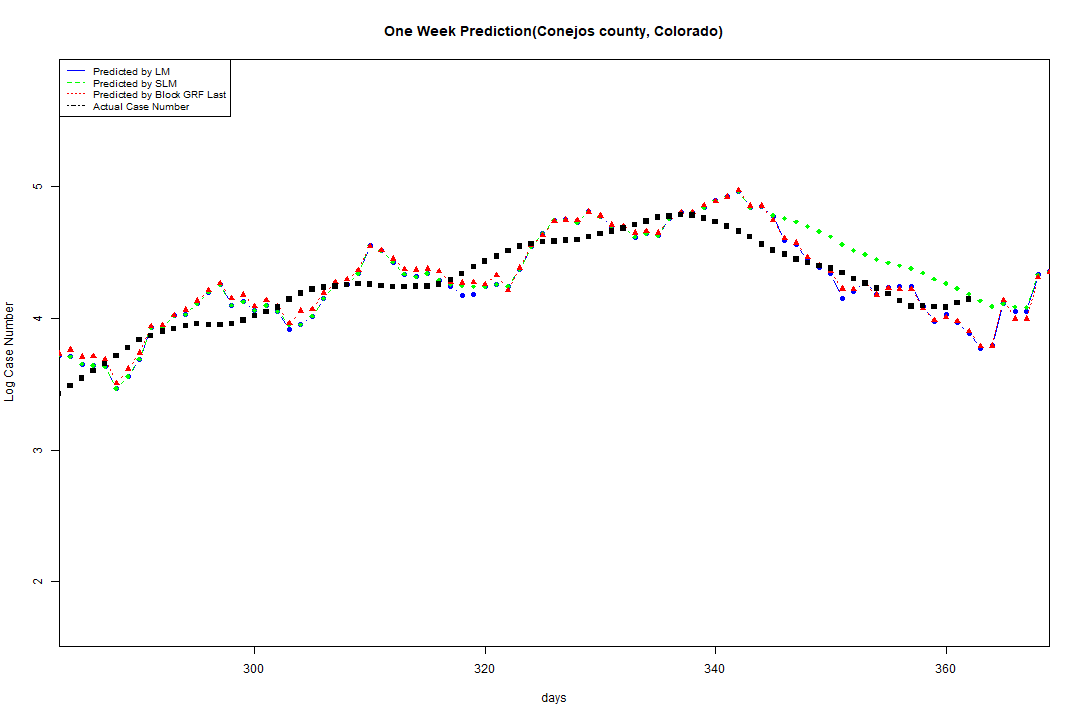 One Week Prediction(Conejos county, Colorado)
Predicted by LM
Predicted by SLM
Predicted by Block GRF Last
Actual Case Number
5
4
3
2
Log Case Number
300 320 340 360
days